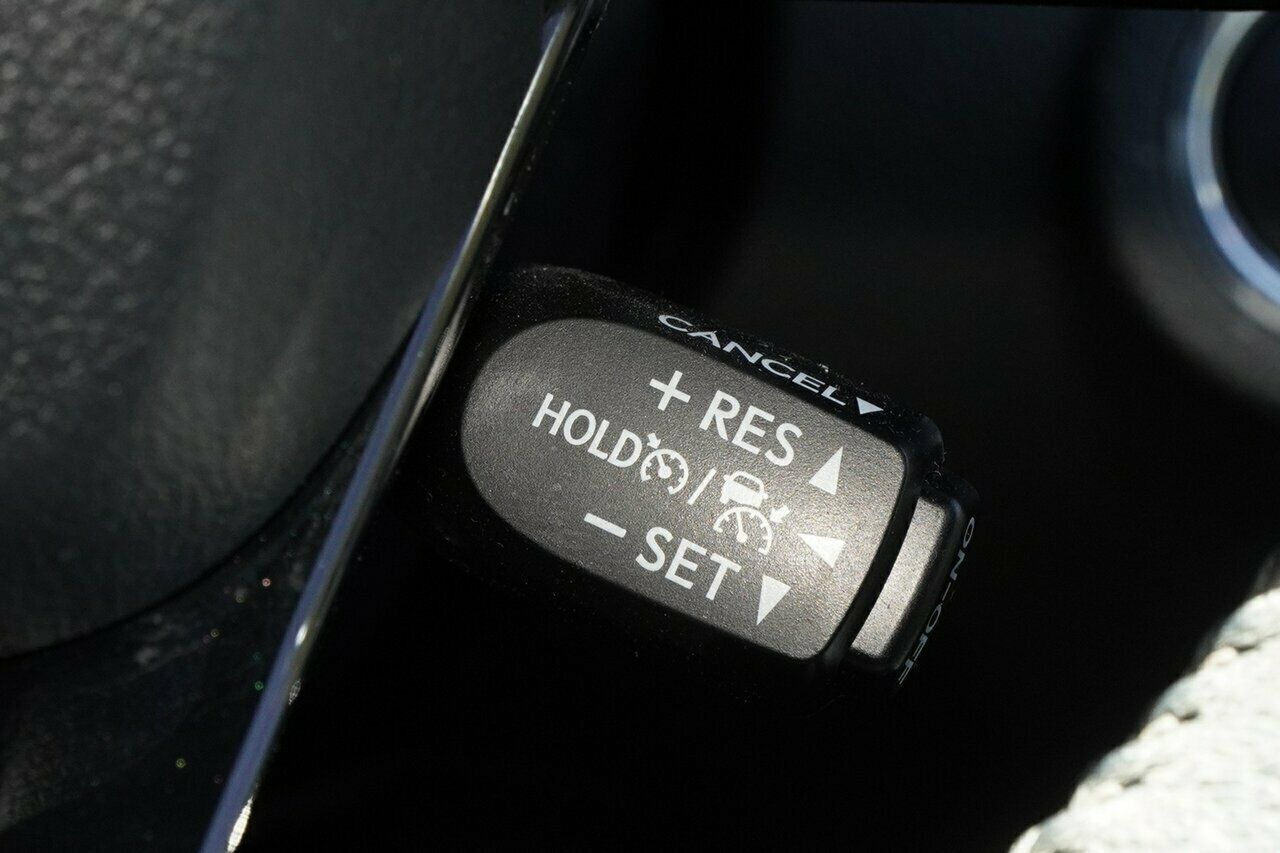 CANCEL▼
+ RES ▲
HOLD / ◀
− SET ▼
ON-OFF